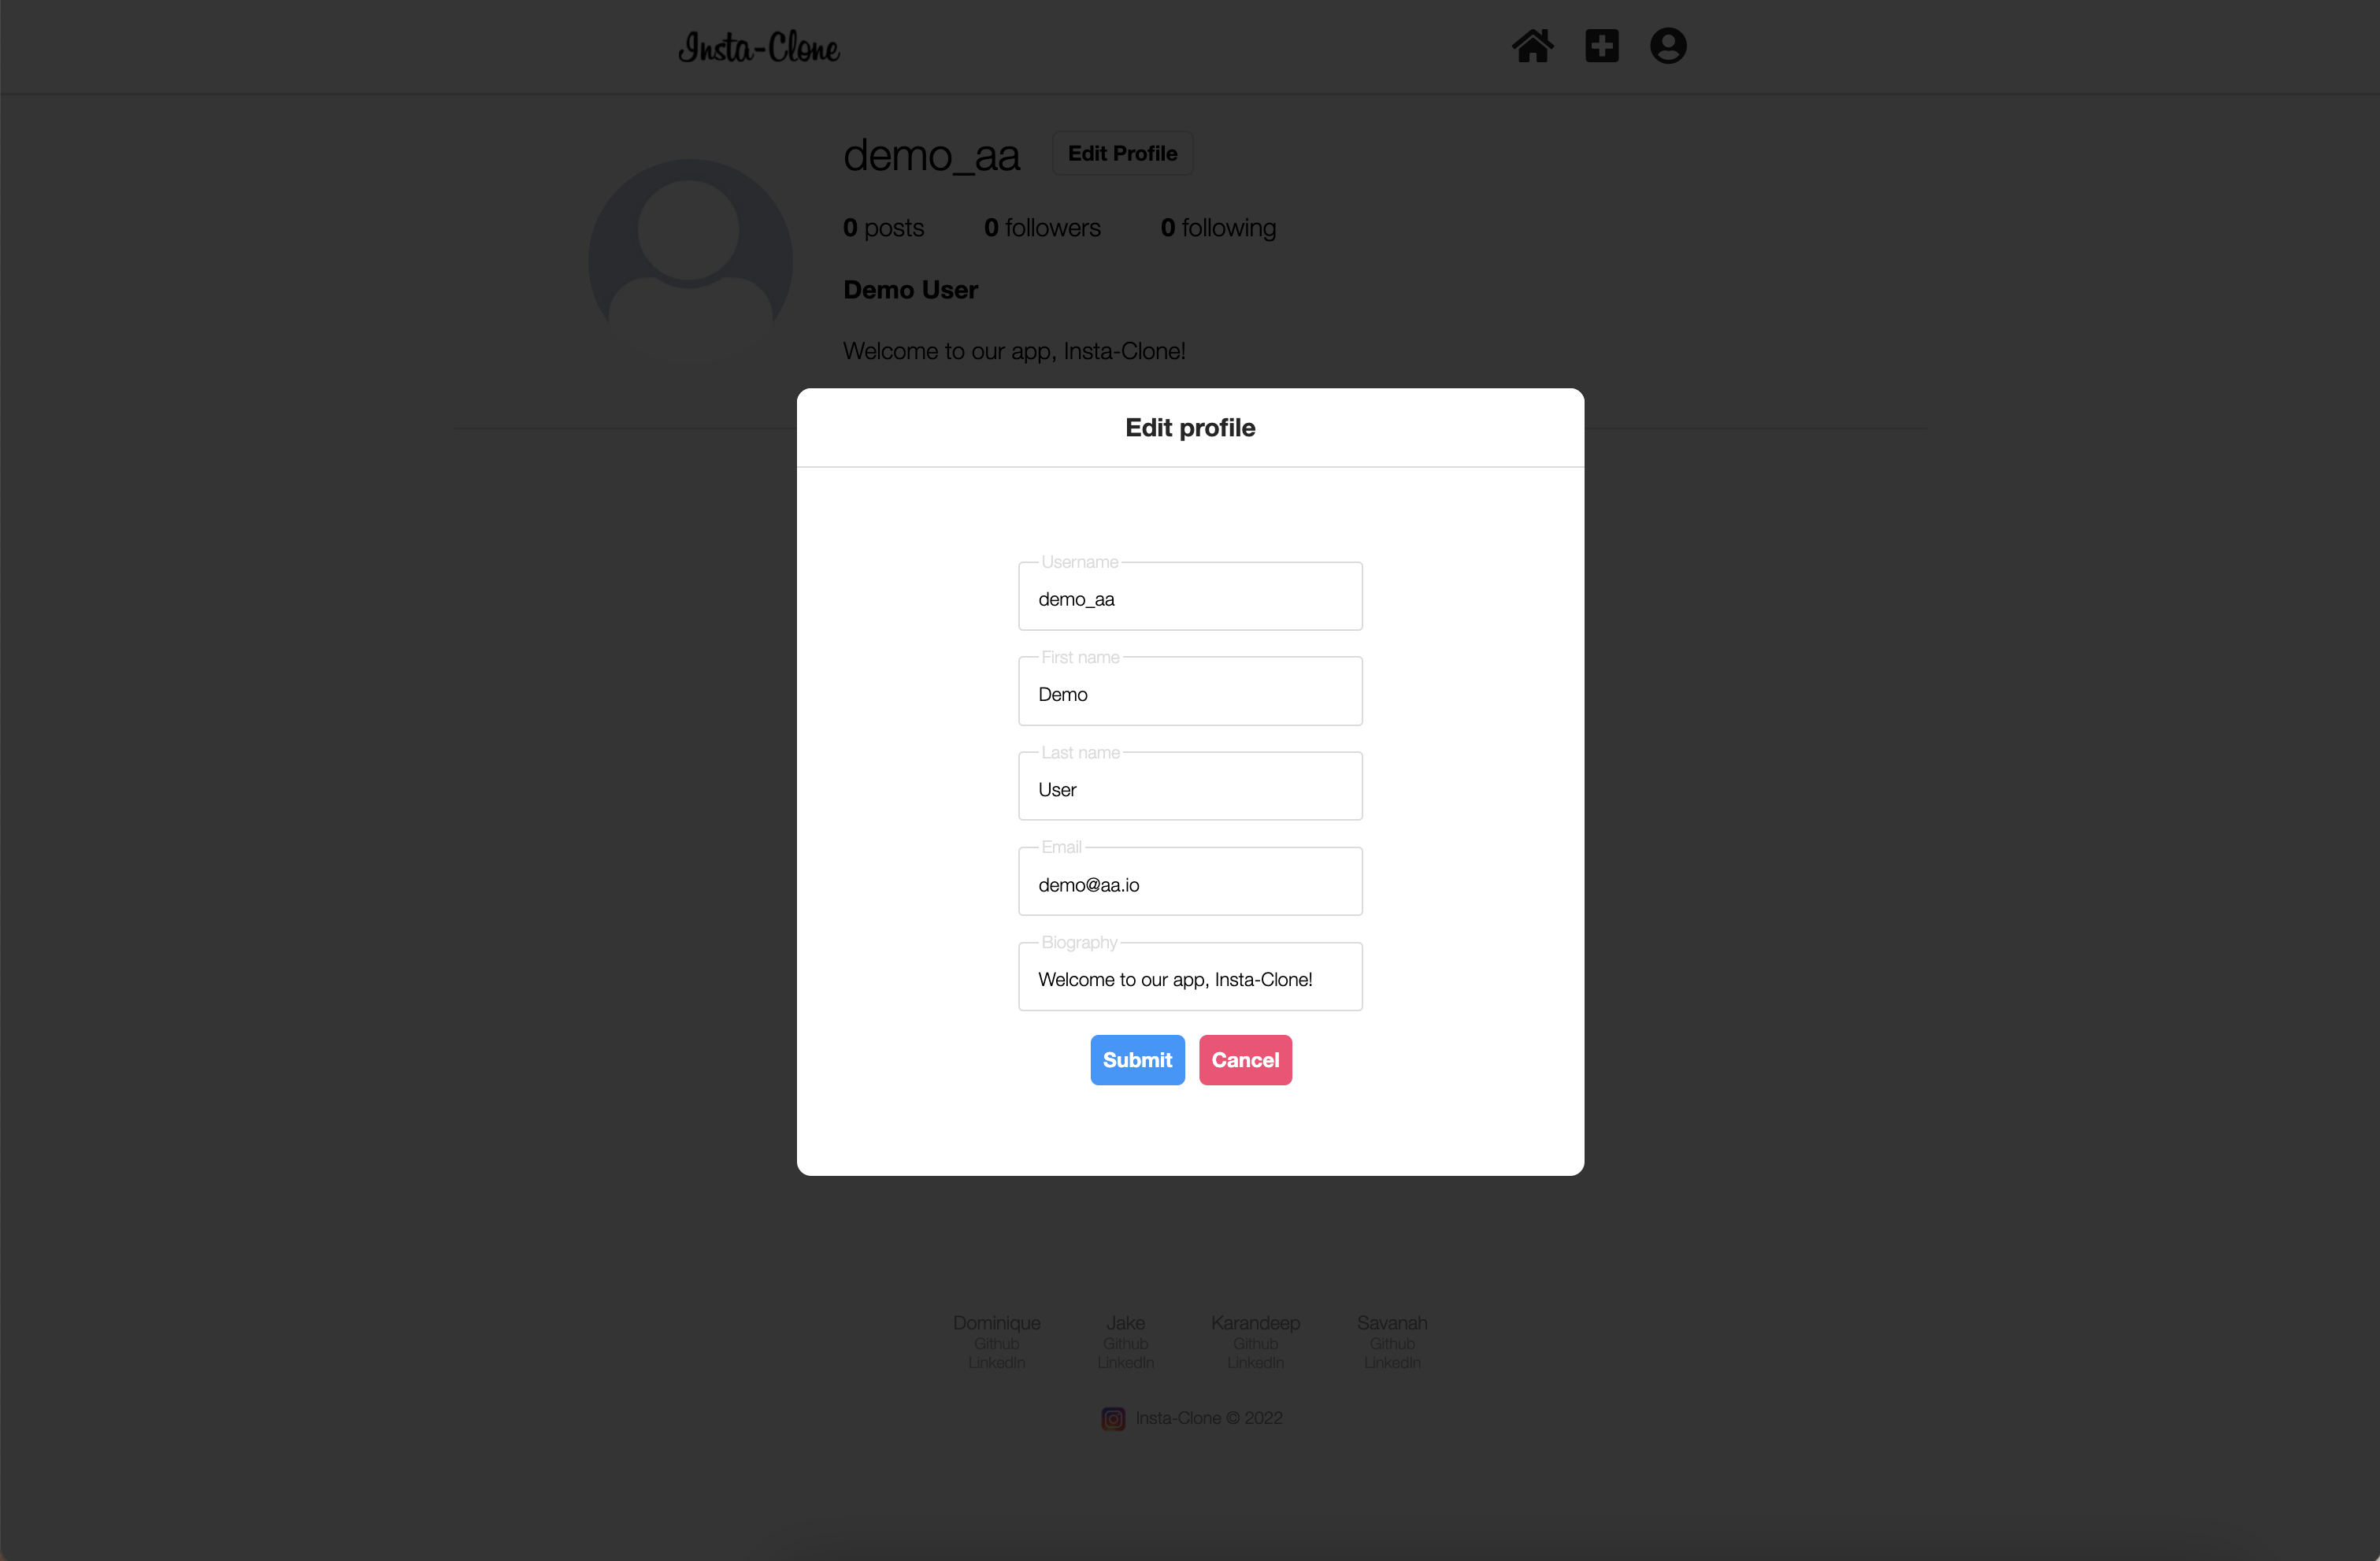 Insta-Clone
demo_aa Edit Profile
0 posts 0 followers 0 following
Demo User
Welcome to our app, Insta-Clone!
Edit profile
Username
demo_aa
First name
Demo
Last name
User
Email
demo@aa.io
Biography
Welcome to our app, Insta-Clone!
Submit Cancel
Dominique Jake Karandeep Savanah
Github Github Github Github
LinkedIn LinkedIn LinkedIn LinkedIn
Insta-Clone © 2022